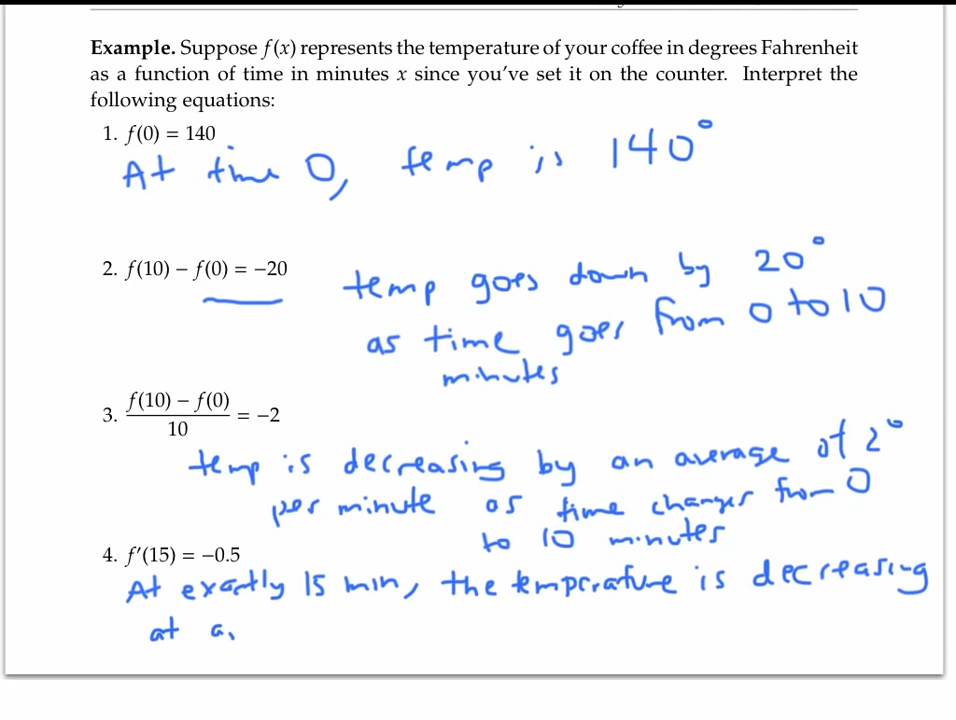 Example. Suppose f(x) represents the temperature of your coffee in degrees Fahrenheit
as a function of time in minutes x since you've set it on the counter. Interpret the
following equations:
1. f(0) = 140
At time 0, temp is 140°
2. f(10) − f(0) = −20
temp goes down by 20°
as time goes from 0 to 10
minutes
3. f(10) − f(0) / 10 = −2
temp is decreasing by an average of 2°
per minute as time changes from 0
to 10 minutes
4. f′(15) = −0.5
At exactly 15 min, the temperature is decreasing
at a